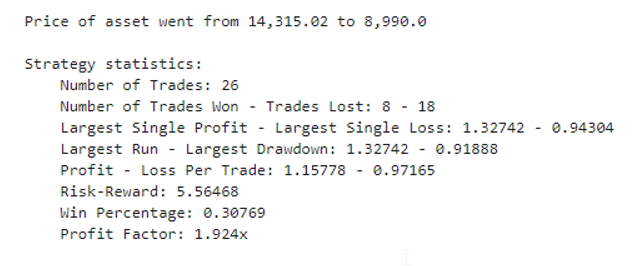 Price of asset went from 14,315.02 to 8,990.0
Strategy statistics:
Number of Trades: 26
Number of Trades Won - Trades Lost: 8 - 18
Largest Single Profit - Largest Single Loss: 1.32742 - 0.94304
Largest Run - Largest Drawdown: 1.32742 - 0.91888
Profit - Loss Per Trade: 1.15778 - 0.97165
Risk-Reward: 5.56468
Win Percentage: 0.30769
Profit Factor: 1.924x